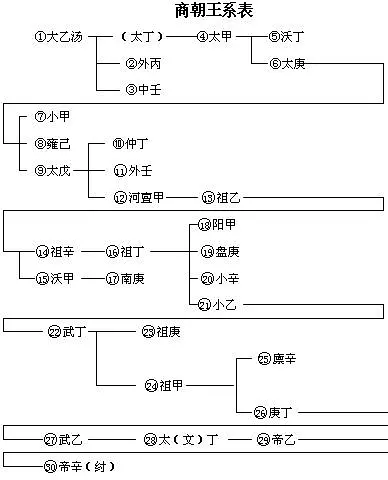 商朝王系表
①大乙汤 （太丁） ④太甲 ⑤沃丁
②外丙 ⑥太庚
③中壬
⑦小甲
⑧雍己 ⑩仲丁
⑨太戊 ⑪外壬
⑫河亶甲 ⑬祖乙
⑱阳甲
⑭祖辛 ⑯祖丁 ⑲盘庚
⑮沃甲 ⑰南庚 ⑳小辛
㉑小乙
㉒武丁 ㉓祖庚
㉕廪辛
㉔祖甲
㉖庚丁
㉗武乙 ㉘太（文）丁 ㉙帝乙
㉚帝辛（纣）